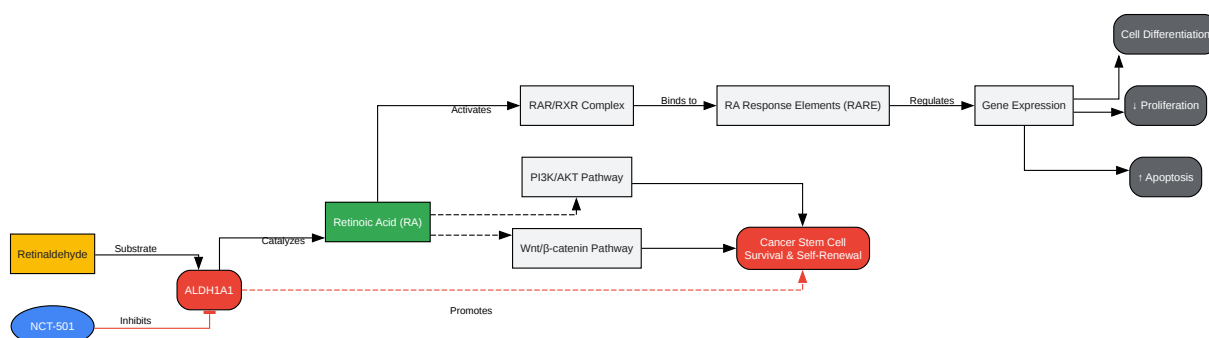 Cell Differentiation
Activates
RAR/RXR Complex
Binds to
RA Response Elements (RARE)
Regulates
Gene Expression
↓ Proliferation
PI3K/AKT Pathway
↑ Apoptosis
Retinoic Acid (RA)
Retinaldehyde
Substrate
Catalyzes
Wnt/β-catenin Pathway
Cancer Stem Cell
Survival & Self-Renewal
ALDH1A1
Promotes
NCT-501
Inhibits